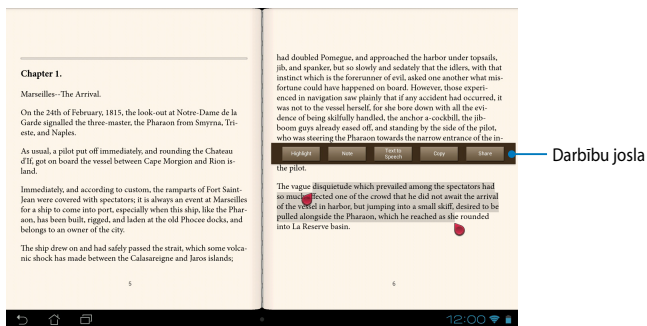 Chapter 1.
Marseilles--The Arrival.
On the 24th of February, 1815, the look-out at Notre-Dame de la
Garde signalled the three-master, the Pharaon from Smyrna, Tri-
este, and Naples.
As usual, a pilot put off immediately, and rounding the Chateau
d'If, got on board the vessel between Cape Morgion and Rion is-
land.
Immediately, and according to custom, the ramparts of Fort Saint-
Jean were covered with spectators; it is always an event at Marseilles
for a ship to come into port, especially when this ship, like the Phar-
aon, has been built, rigged, and laden at the old Phocee docks, and
belongs to an owner of the city.
The ship drew on and had safely passed the strait, which some volca-
nic shock has made between the Calasareigne and Jaros islands;
5
had doubled Pomegue, and approached the harbor under topsails,
jib, and spanker, but so slowly and sedately that the idlers, with that
instinct which is the forerunner of evil, asked one another what mis-
fortune could have happened on board. However, those experi-
enced in navigation saw plainly that if any accident had occurred, it
was not to the vessel herself, for she bore down with all the evi-
dence of being skilfully handled, the anchor a-cockbill, the jib-
boom guys already eased off, and standing by the side of the pilot,
who was steering the Pharaon towards the narrow entrance of the in-
Highlight
Note
Text to
Speech
Copy
Share
Darbību josla
the pilot.
The vague disquietude which prevailed among the spectators had
so much affected one of the crowd that he did not await the arrival
of the vessel in harbor, but jumping into a small skiff, desired to be
pulled alongside the Pharaon, which he reached as she rounded
into La Reserve basin.
6
12:00